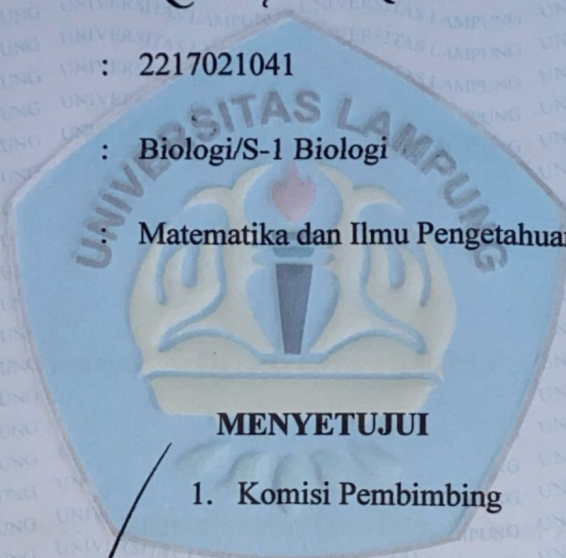 : 2217021041
: Biologi/S-1 Biologi
: Matematika dan Ilmu Pengetahuan
UNIVERSITAS LAMPUNG
MENYETUJUI
1. Komisi Pembimbing